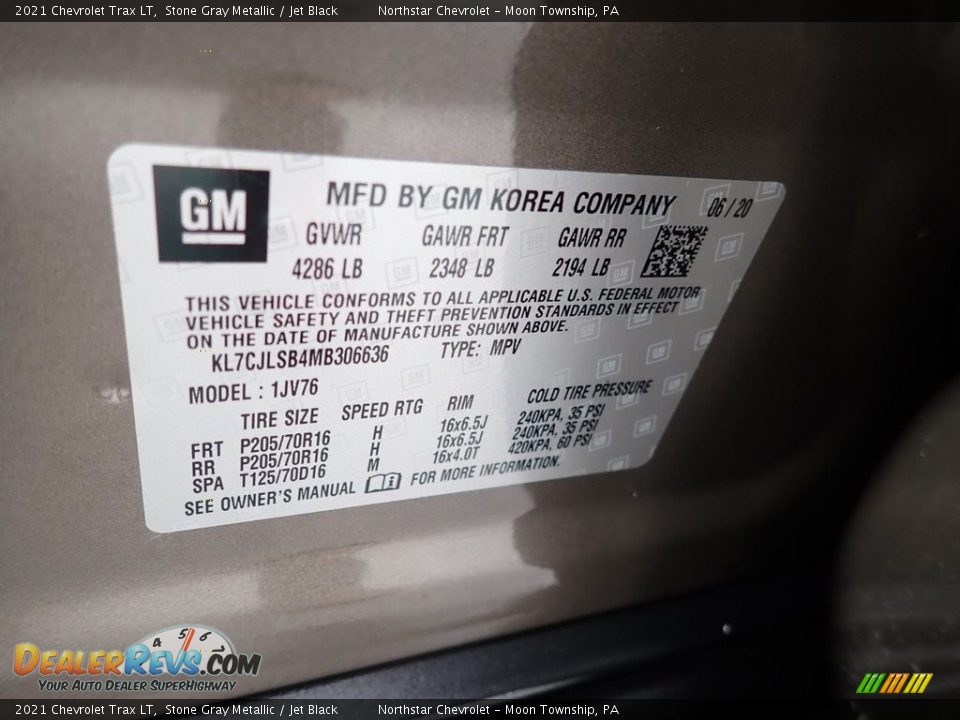 2021 Chevrolet Trax LT, Stone Gray Metallic / Jet Black Northstar Chevrolet - Moon Township, PA
GM
MFD BY GM KOREA COMPANY 06/20
GVWR GAWR FRT GAWR RR
4286 LB 2348 LB 2194 LB
THIS VEHICLE CONFORMS TO ALL APPLICABLE U.S. FEDERAL MOTOR
VEHICLE SAFETY AND THEFT PREVENTION STANDARDS IN EFFECT
ON THE DATE OF MANUFACTURE SHOWN ABOVE.
KL7CJLSB4MB306636 TYPE: MPV
MODEL : 1JV76
TIRE SIZE SPEED RTG RIM COLD TIRE PRESSURE
FRT P205/70R16 H 16x6.5J 240KPA, 35 PSI
RR P205/70R16 H 16x6.5J 240KPA, 35 PSI
SPA T125/70D16 M 16x4.0T 420KPA, 60 PSI
SEE OWNER'S MANUAL FOR MORE INFORMATION.
4 5 6
DEALERREVS.COM
YOUR AUTO DEALER SUPERHIGHWAY
2021 Chevrolet Trax LT, Stone Gray Metallic / Jet Black Northstar Chevrolet - Moon Township, PA